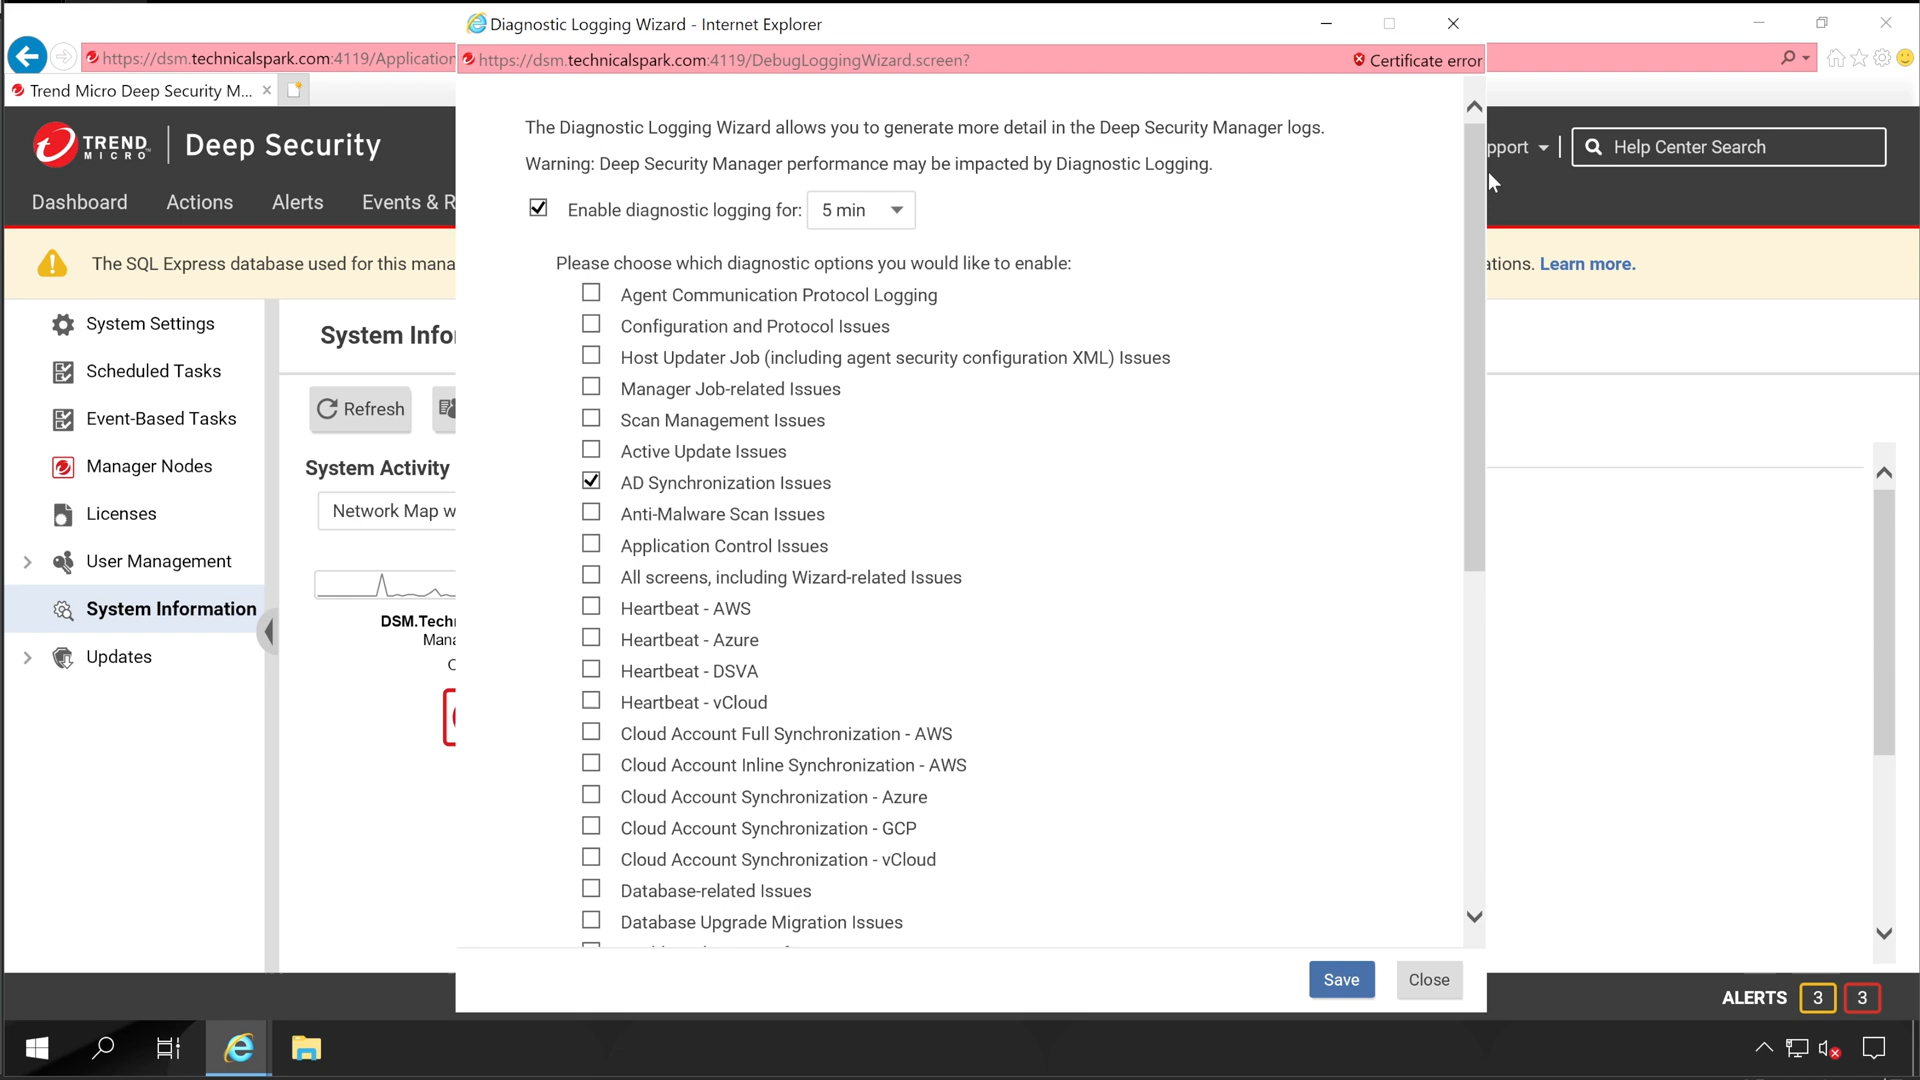 Diagnostic Logging Wizard - Internet Explorer
https://dsm.technicalspark.com:4119/Application
https://dsm.technicalspark.com:4119/DebugLoggingWizard.screen?
Certificate error
Trend Micro Deep Security M...
TREND
MICRO
Deep Security
pport
Help Center Search
Dashboard
Actions
Alerts
Events & R
The SQL Express database used for this mana
ations. Learn more.
System Settings
Scheduled Tasks
Event-Based Tasks
Manager Nodes
Licenses
User Management
System Information
Updates
System Info
Refresh
System Activity
Network Map w
DSM.Techn
Mana
The Diagnostic Logging Wizard allows you to generate more detail in the Deep Security Manager logs.
Warning: Deep Security Manager performance may be impacted by Diagnostic Logging.
Enable diagnostic logging for: 5 min
Please choose which diagnostic options you would like to enable:
Agent Communication Protocol Logging
Configuration and Protocol Issues
Host Updater Job (including agent security configuration XML) Issues
Manager Job-related Issues
Scan Management Issues
Active Update Issues
AD Synchronization Issues
Anti-Malware Scan Issues
Application Control Issues
All screens, including Wizard-related Issues
Heartbeat - AWS
Heartbeat - Azure
Heartbeat - DSVA
Heartbeat - vCloud
Cloud Account Full Synchronization - AWS
Cloud Account Inline Synchronization - AWS
Cloud Account Synchronization - Azure
Cloud Account Synchronization - GCP
Cloud Account Synchronization - vCloud
Database-related Issues
Database Upgrade Migration Issues
Save
Close
ALERTS 3 3